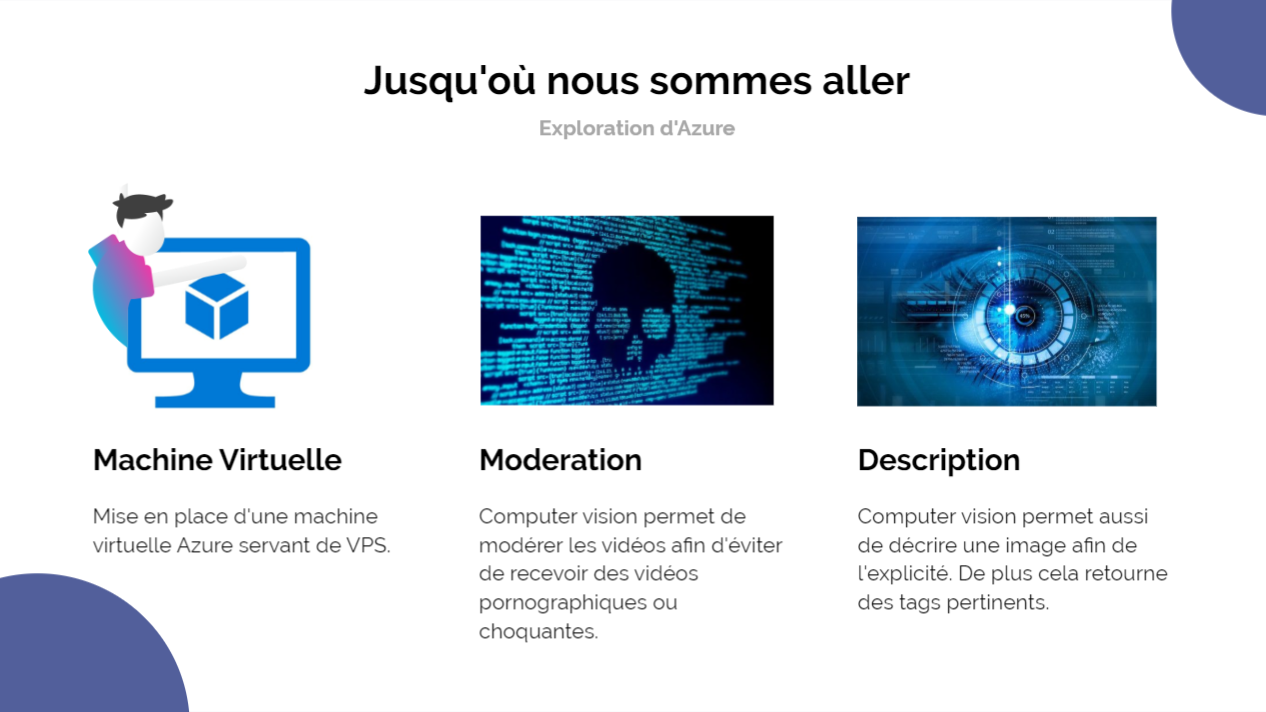 Jusqu'où nous sommes aller
Exploration d'Azure
Machine Virtuelle
Mise en place d'une machine
virtuelle Azure servant de VPS.
Moderation
Computer vision permet de
modérer les vidéos afin d'éviter
de recevoir des vidéos
pornographiques ou
choquantes.
Description
Computer vision permet aussi
de décrire une image afin de
l'explicité. De plus cela retourne
des tags pertinents.